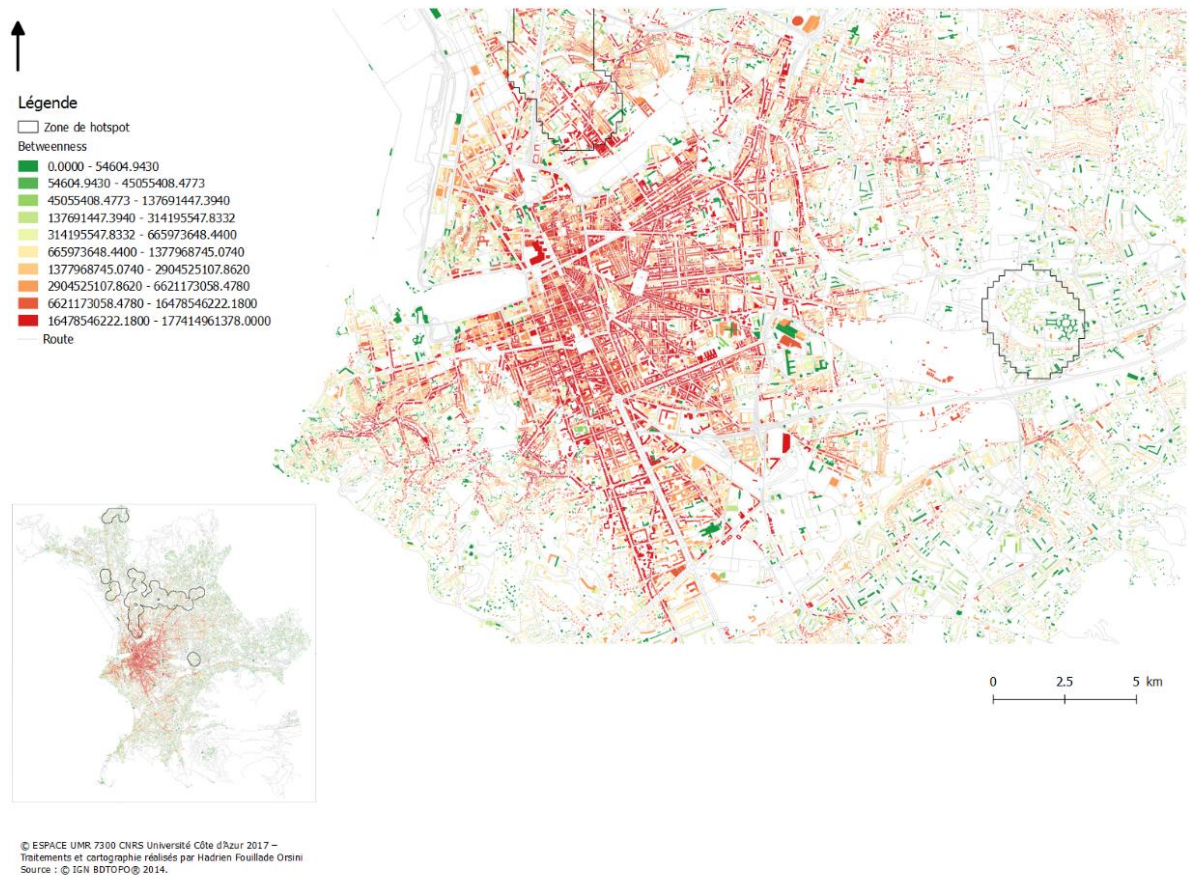 Légende
Zone de hotspot
Betweenness
0.0000 - 54604.9430
54604.9430 - 45055408.4773
45055408.4773 - 137691447.3940
137691447.3940 - 314195547.8332
314195547.8332 - 665973648.4400
665973648.4400 - 1377968745.0740
1377968745.0740 - 2904525107.8620
2904525107.8620 - 6621173058.4780
6621173058.4780 - 16478546222.1800
16478546222.1800 - 177414961378.0000
Route
0 2.5 5 km
© ESPACE UMR 7300 CNRS Université Côte d'Azur 2017 –
Traitements et cartographie réalisés par Hadrien Fouillade Orsini
Source : © IGN BDTOPO® 2014.